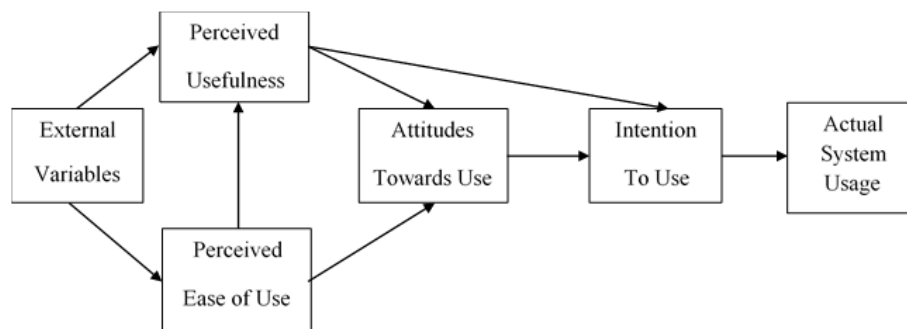 Perceived
Usefulness
External
Variables
Attitudes
Towards Use
Intention
To Use
Actual
System
Usage
Perceived
Ease of Use